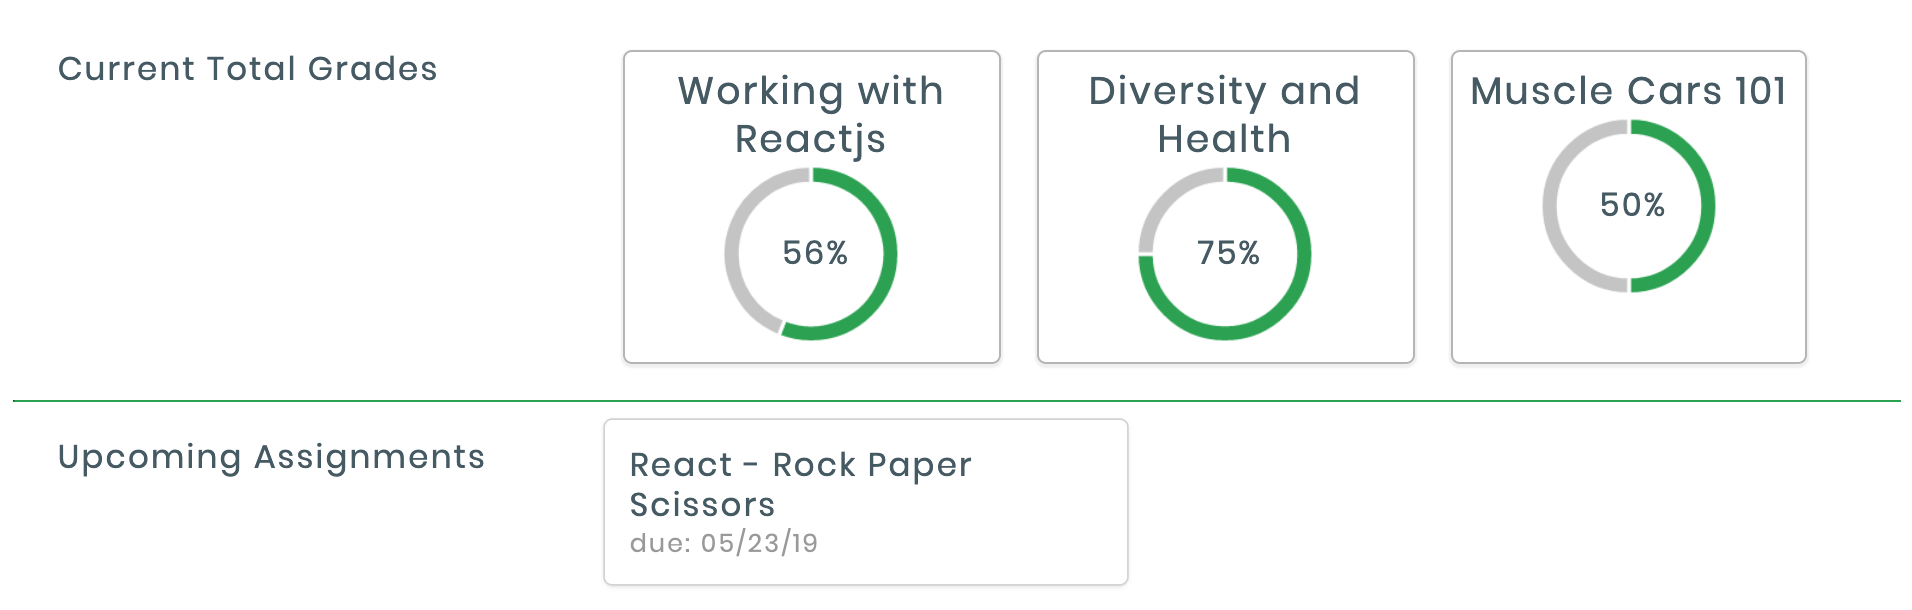 Current Total Grades
Working with
Reactjs
56%
Diversity and
Health
75%
Muscle Cars 101
50%
Upcoming Assignments
React - Rock Paper
Scissors
due: 05/23/19